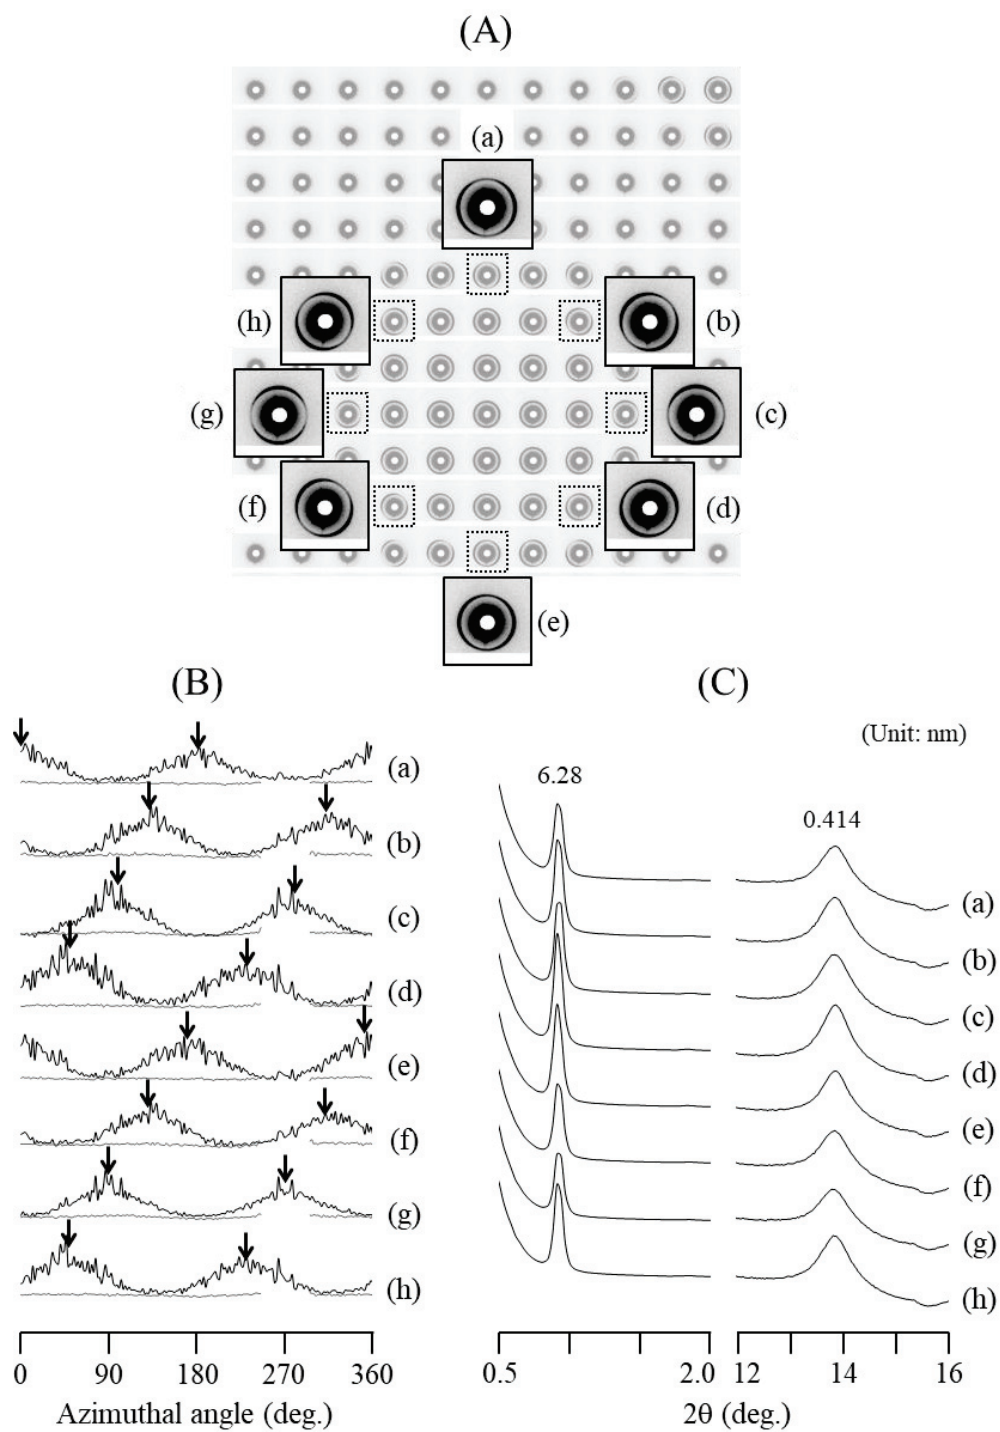 (A)
(a)
(h)
(b)
(g)
(c)
(f)
(d)
(e)
(B)
(C)
(Unit: nm)
6.28
0.414
(a)
(b)
(c)
(d)
(e)
(f)
(g)
(h)
(a)
(b)
(c)
(d)
(e)
(f)
(g)
(h)
0 90 180 270 360
Azimuthal angle (deg.)
0.5 2.0 12 14 16
2θ (deg.)